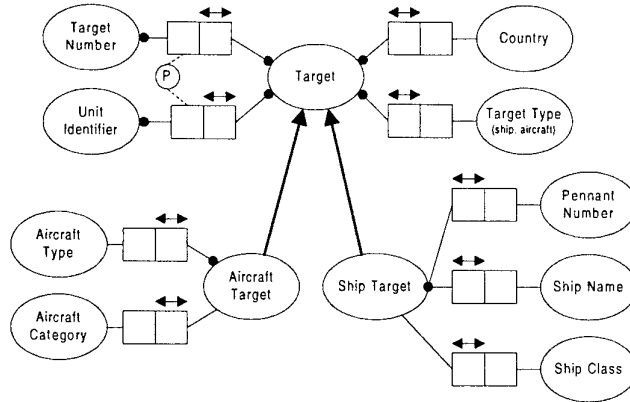 Target
Number
P
Unit
Identifier
Target
Country
Target Type
(ship, aircraft)
Aircraft
Type
Aircraft
Category
Aircraft
Target
Ship Target
Pennant
Number
Ship Name
Ship Class